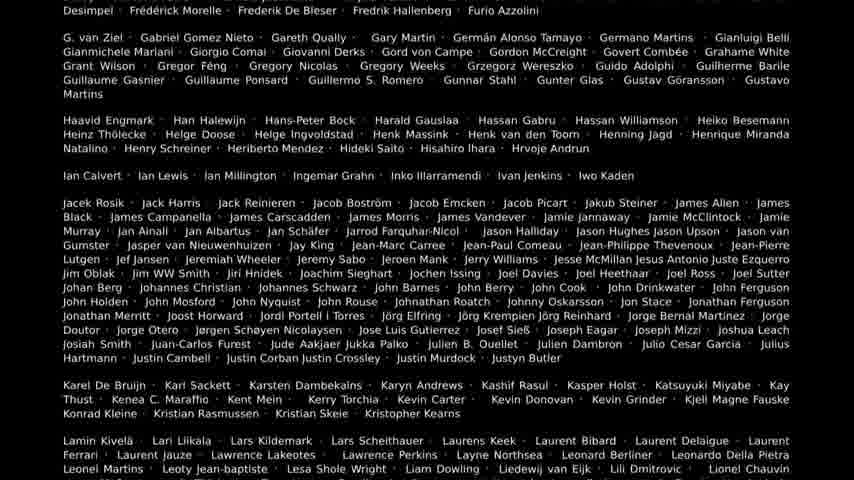 Desimpel · Frédérick Morelle · Frederik De Bleser · Fredrik Hallenberg · Furio Azzolini
G. van Ziel · Gabriel Gomez Nieto · Gareth Qually · Gary Martin · Germán Alonso Tamayo · Germano Martins · Gianluigi Belli
Gianmichele Mariani · Giorgio Comai · Giovanni Derks · Gord von Campe · Gordon McCreight · Govert Combée · Grahame White
Grant Wilson · Gregor Féng · Gregory Nicolas · Gregory Weeks · Grzegorz Wereszko · Guido Adolphi · Guilherme Barile
Guillaume Gasnier · Guillaume Ponsard · Guillermo S. Romero · Gunnar Stahl · Gunter Glas · Gustav Göransson · Gustavo
Martins
Haavid Engmark · Han Halewijn · Hans-Peter Bock · Harald Gauslaa · Hassan Gabru · Hassan Williamson · Heiko Besemann
Heinz Thölecke · Helge Doose · Helge Ingvoldstad · Henk Massink · Henk van den Toorn · Henning Jagd · Henrique Miranda
Natalino · Henry Schreiner · Heriberto Mendez · Hideki Saito · Hisahiro Ihara · Hrvoje Andrun
Ian Calvert · Ian Lewis · Ian Millington · Ingemar Grahn · Inko Illarramendi · Ivan Jenkins · Iwo Kaden
Jacek Rosik · Jack Harris · Jack Reinieren · Jacob Boström · Jacob Emcken · Jacob Picart · Jakub Steiner · James Allen · James
Black · James Campanella · James Carscadden · James Morris · James Vandever · Jamie Jannaway · Jamie McClintock · Jamie
Murray · Jan Ainall · Jan Albartus · Jan Schäfer · Jarrod Farquhar-Nicol · Jason Halliday · Jason Hughes Jason Upson · Jason van
Gumster · Jasper van Nieuwenhuizen · Jay King · Jean-Marc Carree · Jean-Paul Comeau · Jean-Philippe Thevenoux · Jean-Pierre
Lutgen · Jef Jansen · Jeremiah Wheeler · Jeremy Sabo · Jeroen Mank · Jerry Williams · Jesse McMillan Jesus Antonio Juste Ezquerro
Jim Oblak · Jim WW Smith · Jirí Hnídek · Joachim Sieghart · Jochen Issing · Joel Davies · Joel Heethaar · Joel Ross · Joel Sutter
Johan Berg · Johannes Christian · Johannes Schwarz · John Barnes · John Berry · John Cook · John Drinkwater · John Ferguson
John Holden · John Mosford · John Nyquist · John Rouse · Johnathan Roatch · Johnny Oskarsson · Jon Stace · Jonathan Ferguson
Jonathan Merritt · Joost Horward · Jordi Portell i Torres · Jörg Elfring · Jörg Krempien Jörg Reinhard · Jorge Bernal Martinez · Jorge
Doutor · Jorge Otero · Jørgen Schøyen Nicolaysen · Jose Luis Gutierrez · Josef Sieß · Joseph Eagar · Joseph Mizzi · Joshua Leach
Josiah Smith · Juan-Carlos Furest · Jude Aakjaer Jukka Palko · Julien B. Ouellet · Julien Dambron · Julio Cesar Garcia · Julius
Hartmann · Justin Cambell · Justin Corban Justin Crossley · Justin Murdock · Justyn Butler
Karel De Bruijn · Karl Sackett · Karsten Dambekalns · Karyn Andrews · Kashif Rasul · Kasper Holst · Katsuyuki Miyabe · Kay
Thust · Kenea C. Maraffio · Kent Mein · Kerry Torchia · Kevin Carter · Kevin Donovan · Kevin Grinder · Kjell Magne Fauske
Konrad Kleine · Kristian Rasmussen · Kristian Skeie · Kristopher Kearns
Lamin Kivelä · Lari Liikala · Lars Kildemark · Lars Scheithauer · Laurens Keek · Laurent Bibard · Laurent Delaigue · Laurent
Ferrari · Laurent Jauze · Lawrence Lakeotes · Lawrence Perkins · Layne Northsea · Leonard Berliner · Leonardo Della Pietra
Leonel Martins · Leoty Jean-baptiste · Lesa Shole Wright · Liam Dowling · Liedewij van Eijk · Lili Dmitrovic · Lionel Chauvin